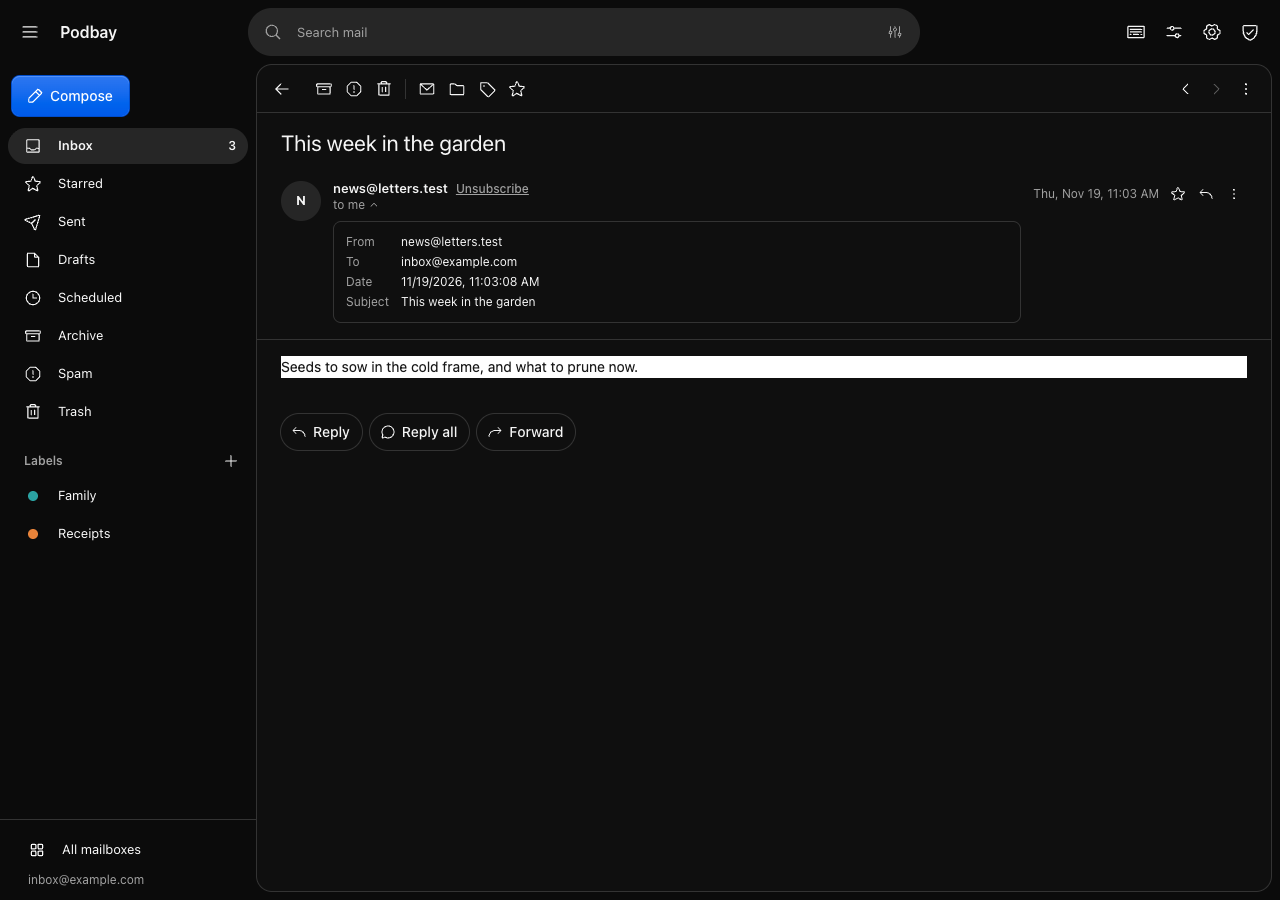 Podbay
Search mail
Compose
Inbox 3
Starred
Sent
Drafts
Scheduled
Archive
Spam
Trash
Labels
Family
Receipts
All mailboxes
inbox@example.com
This week in the garden
N
news@letters.test Unsubscribe
to me
Thu, Nov 19, 11:03 AM
From news@letters.test
To inbox@example.com
Date 11/19/2026, 11:03:08 AM
Subject This week in the garden
Seeds to sow in the cold frame, and what to prune now.
Reply Reply all Forward